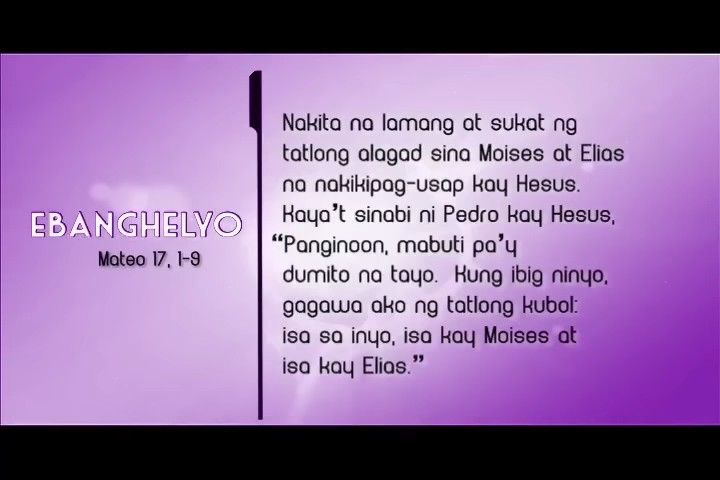 EBANGHELYO
Mateo 17, 1-9
Nakita na lamang at sukat ng
tatlong alagad sina Moises at Elias
na nakikipag-usap kay Hesus.
Kaya't sinabi ni Pedro kay Hesus,
“Panginoon, mabuti pa'y
dumito na tayo. Kung ibig ninyo,
gagawa ako ng tatlong kubol:
isa sa inyo, isa kay Moises at
isa kay Elias.”